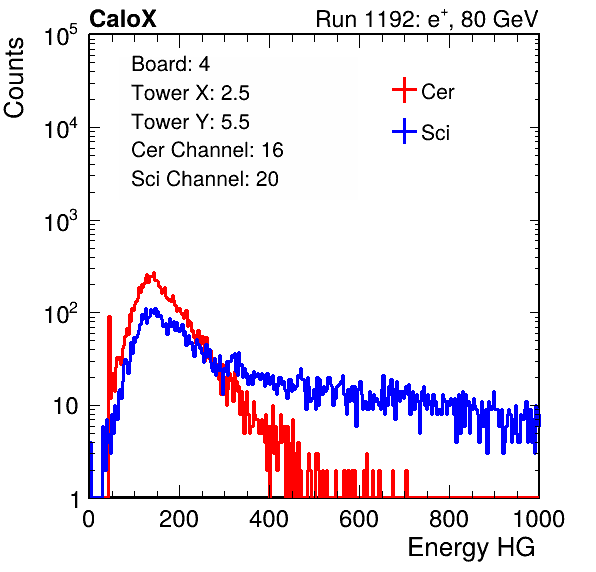 CaloX Run 1192: e⁺, 80 GeV
Counts
10⁵
10⁴
10³
10²
10
1
Board: 4
Tower X: 2.5
Tower Y: 5.5
Cer Channel: 16
Sci Channel: 20
Cer
Sci
0 200 400 600 800 1000
Energy HG